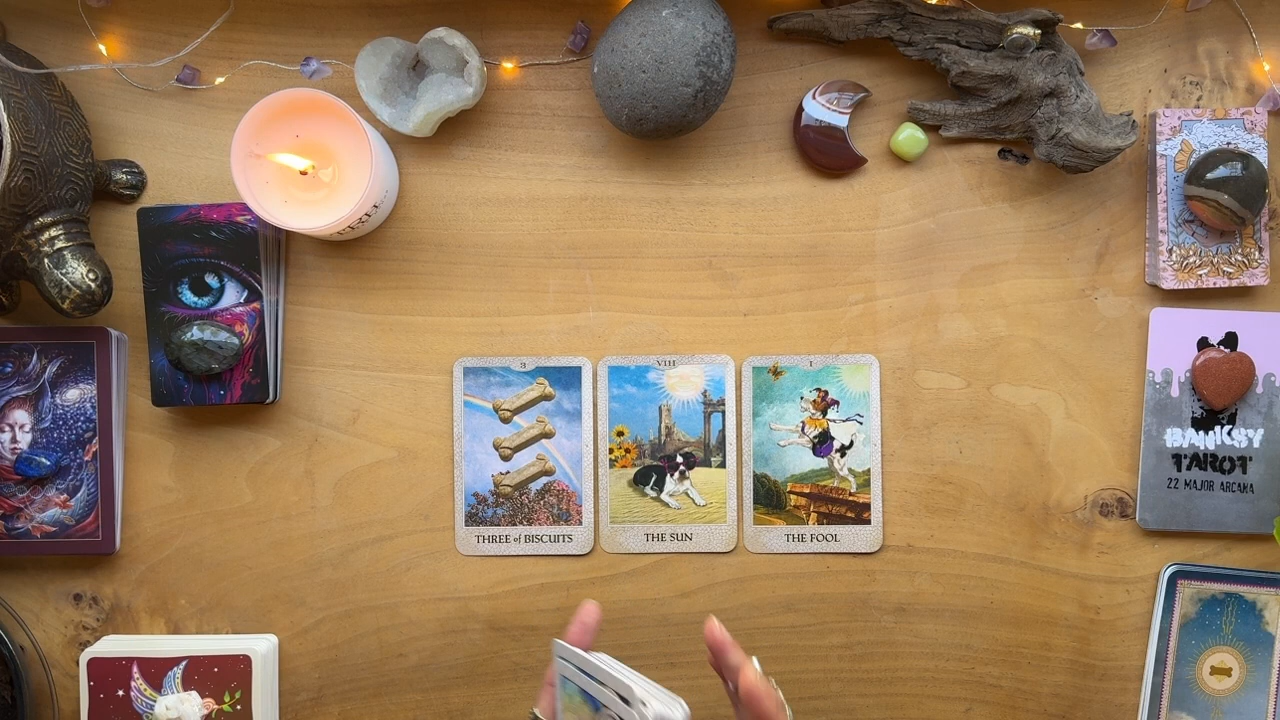 3
THREE of BISCUITS
VIII
THE SUN
I
THE FOOL
BANKSY
TAROT
22 MAJOR ARCANA